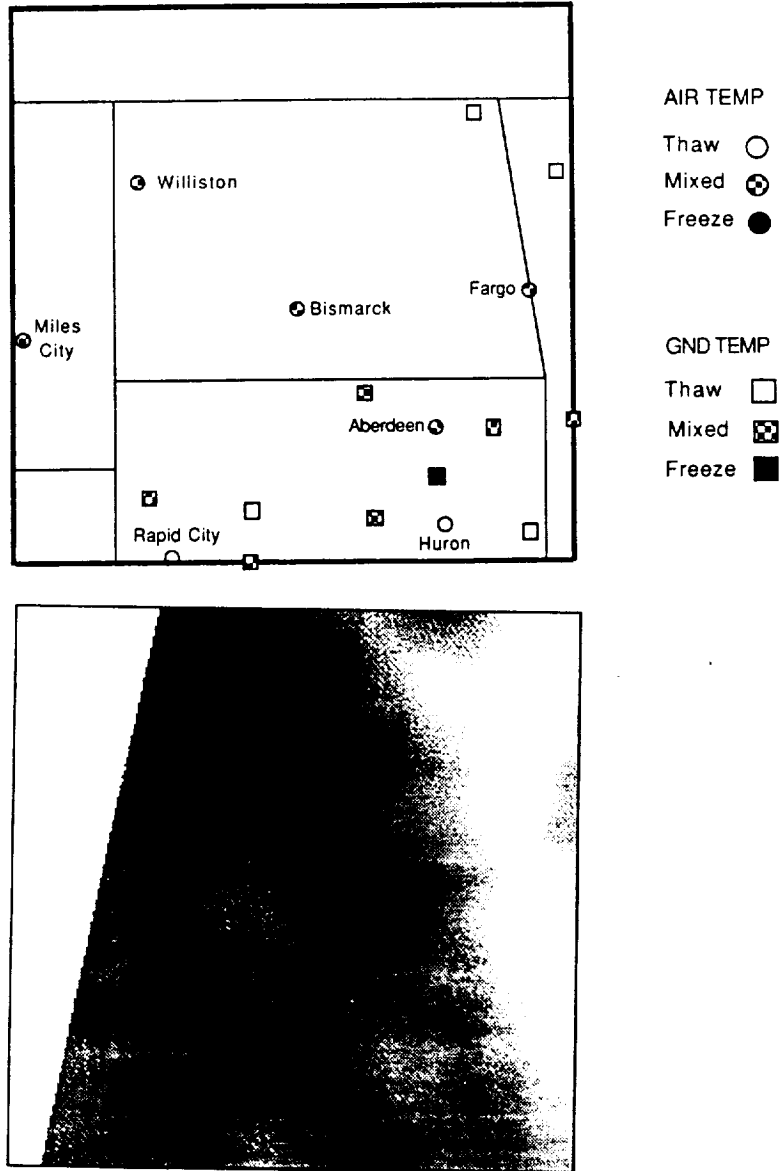 AIR TEMP
Thaw
Mixed
Freeze
Williston
Fargo
Bismarck
Miles
City
GND TEMP
Thaw
Mixed
Freeze
Aberdeen
Rapid City
Huron